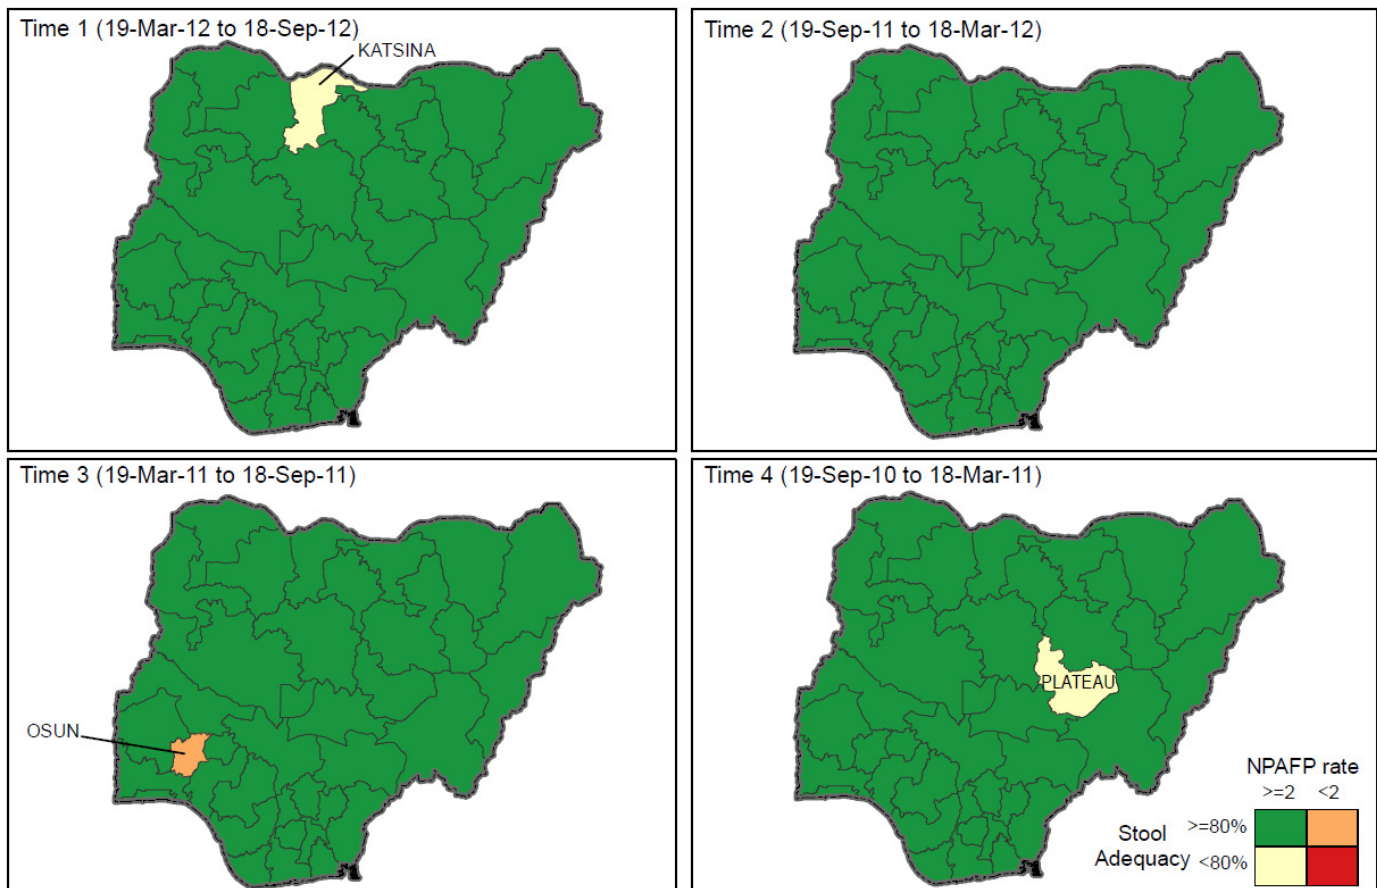 Time 1 (19-Mar-12 to 18-Sep-12)
KATSINA
Time 2 (19-Sep-11 to 18-Mar-12)
Time 3 (19-Mar-11 to 18-Sep-11)
OSUN
Time 4 (19-Sep-10 to 18-Mar-11)
PLATEAU
NPAFP rate
>=2 <2
Stool Adequacy
>=80%
<80%